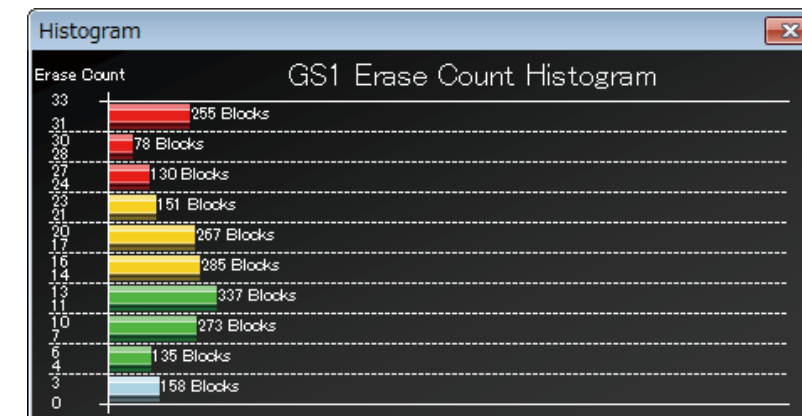 Histogram
Erase Count
GS1 Erase Count Histogram
33
255 Blocks
31
30
78 Blocks
28
27
130 Blocks
24
23
151 Blocks
21
20
267 Blocks
17
16
285 Blocks
14
13
337 Blocks
11
10
273 Blocks
7
6
135 Blocks
4
3
158 Blocks
0